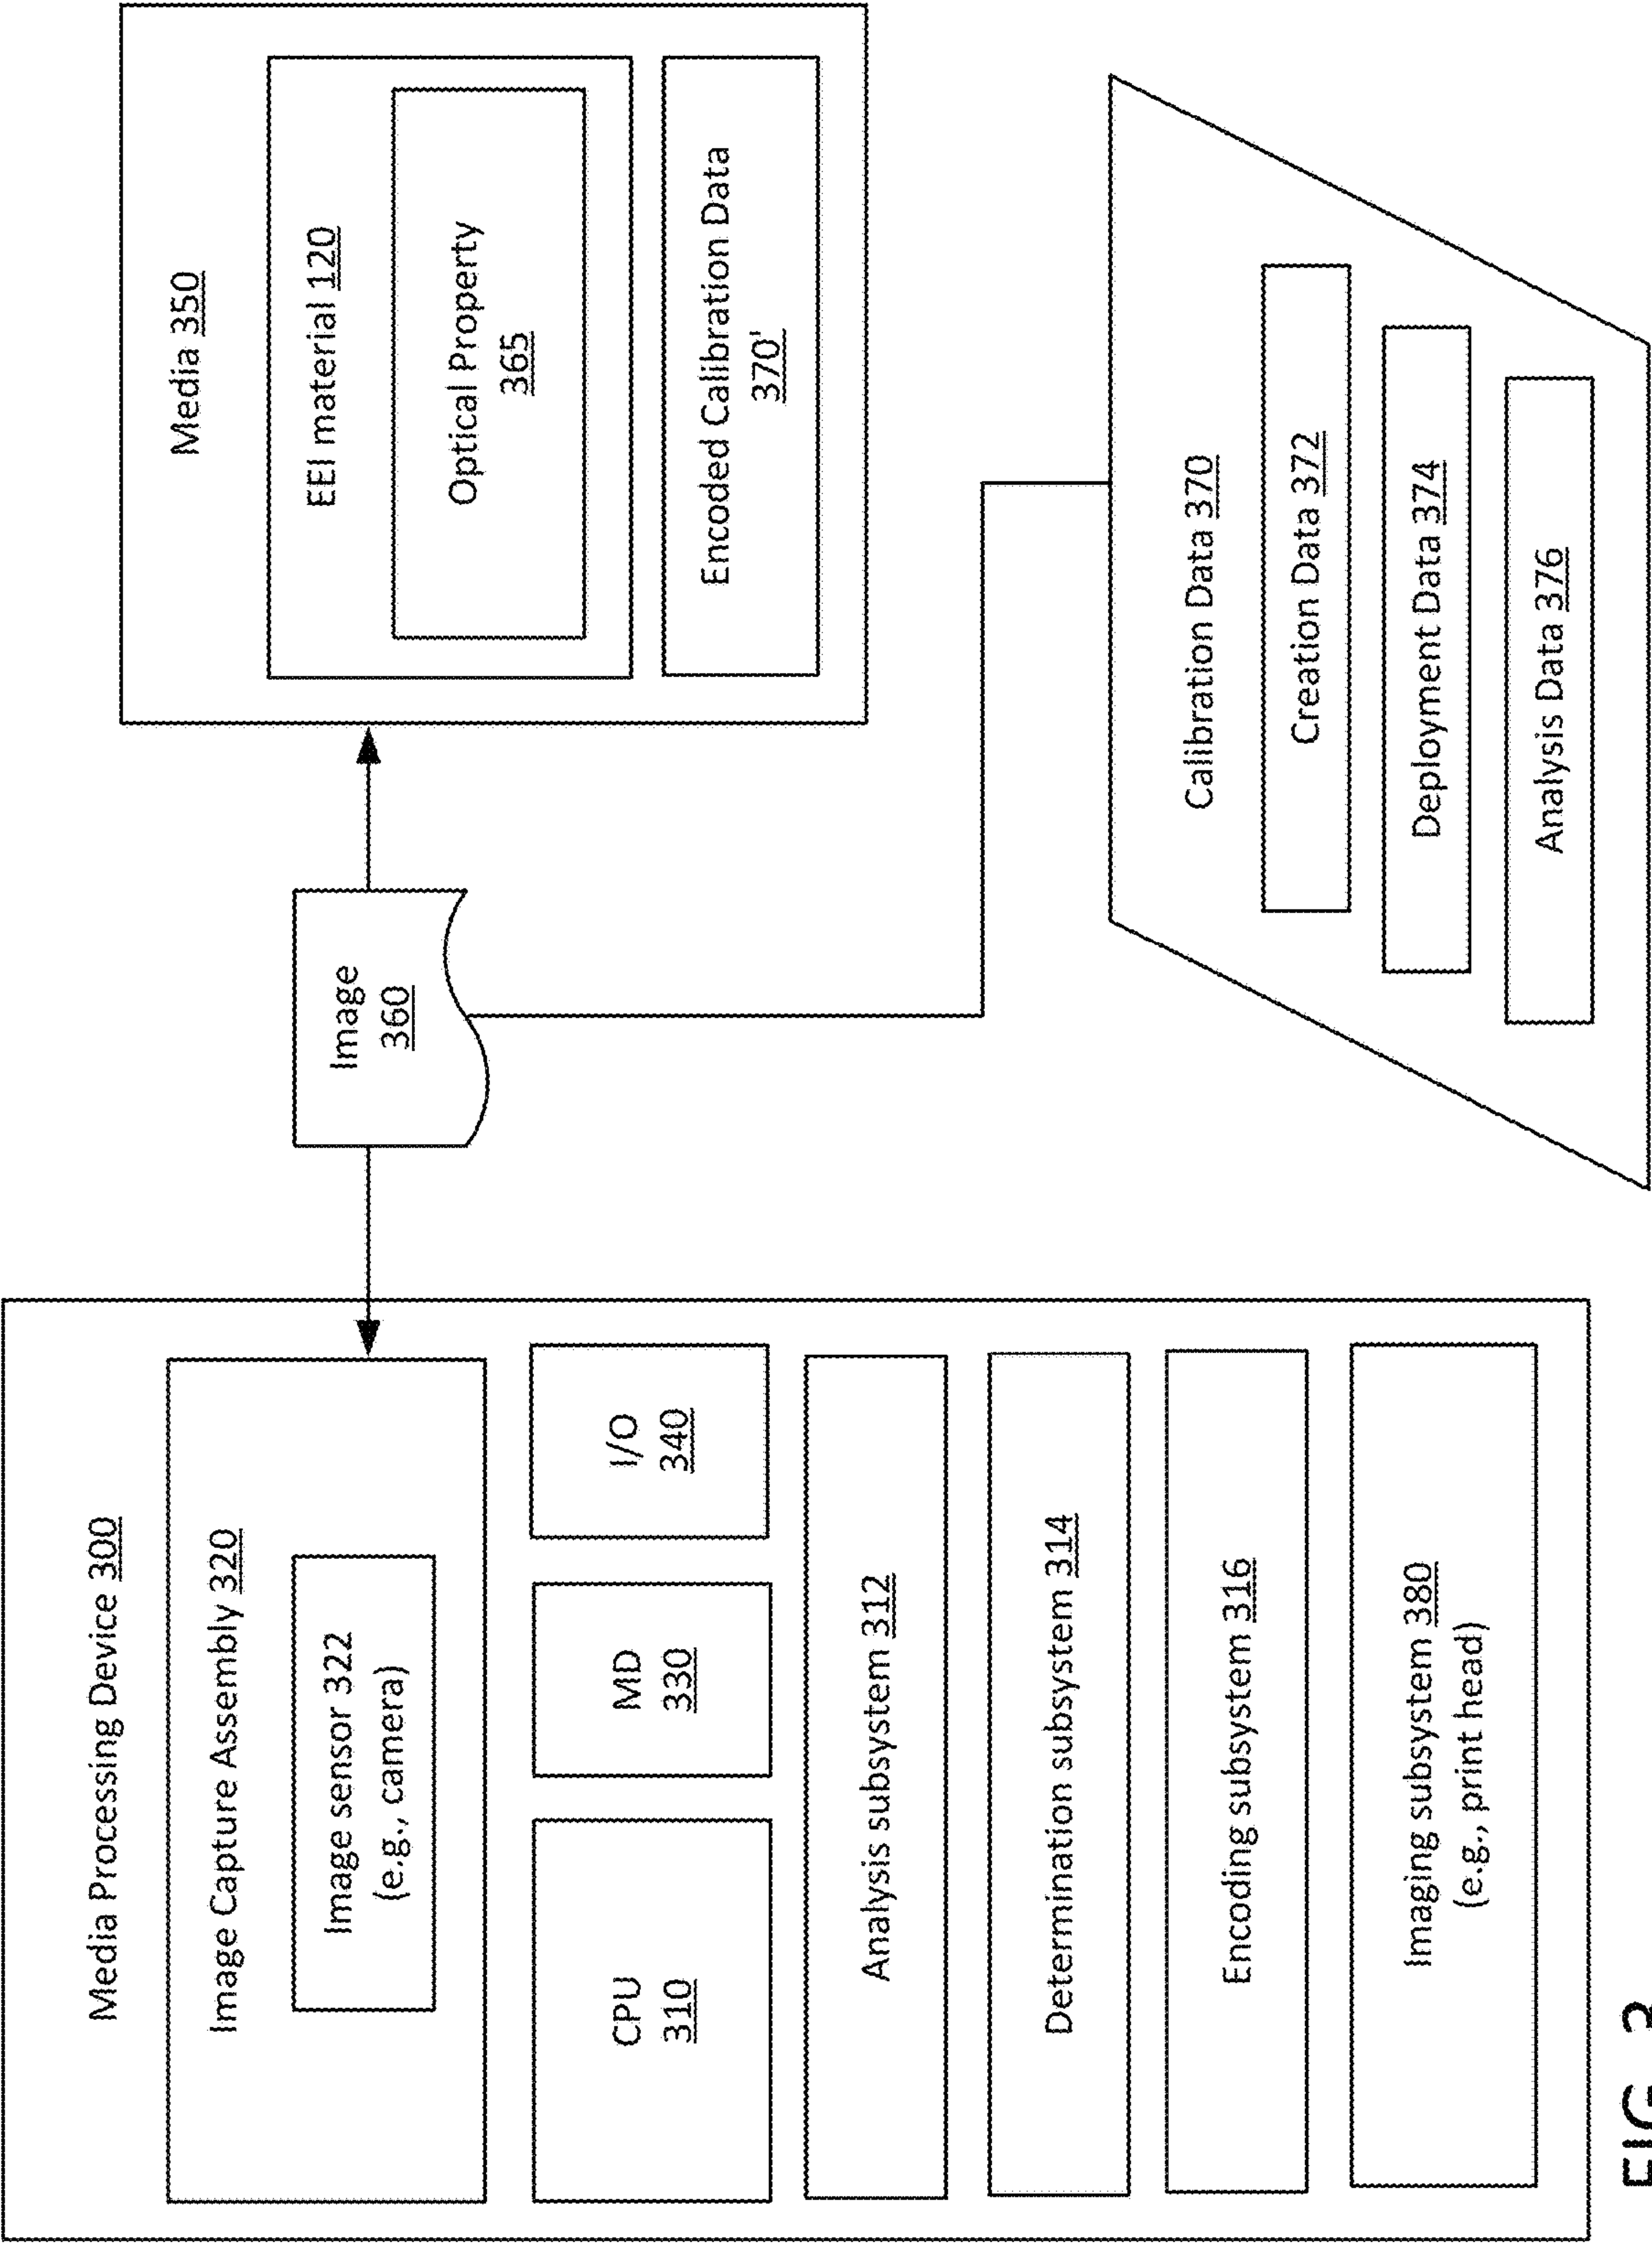 Media Processing Device 300
Image Capture Assembly 320
Image sensor 322
(e.g., camera)
CPU
310
MD
330
I/O
340
Analysis subsystem 312
Determination subsystem 314
Encoding subsystem 316
Imaging subsystem 380
(e.g., print head)
Image
360
Media 350
EEI material 120
Optical Property
365
Encoded Calibration Data
370'
Calibration Data 370
Creation Data 372
Deployment Data 374
Analysis Data 376
FIG. 3